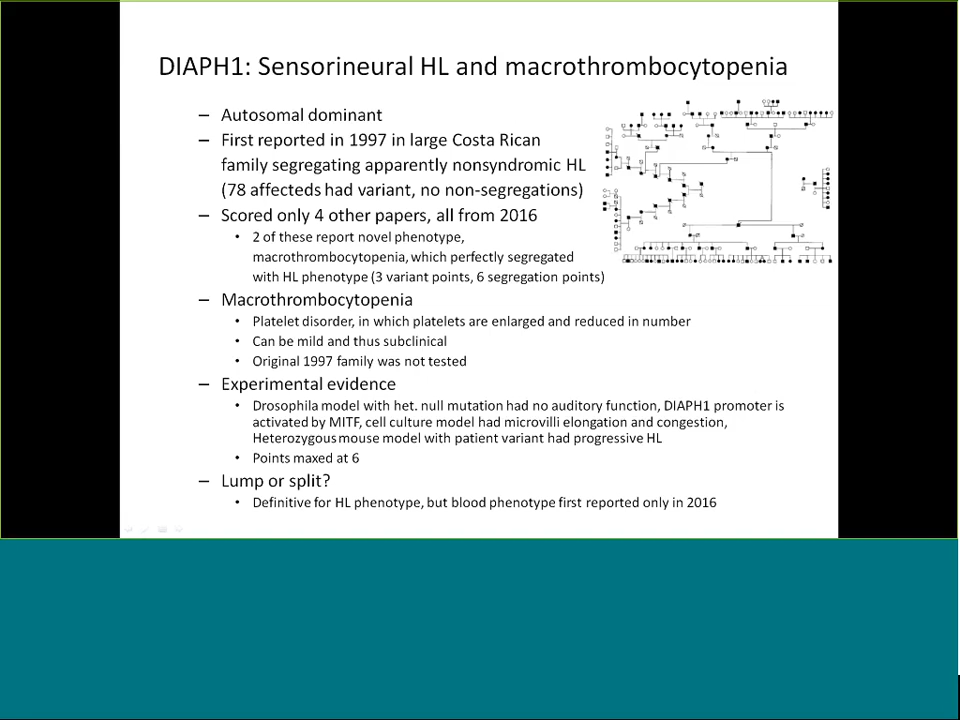 DIAPH1: Sensorineural HL and macrothrombocytopenia
– Autosomal dominant
– First reported in 1997 in large Costa Rican
family segregating apparently nonsyndromic HL
(78 affecteds had variant, no non-segregations)
– Scored only 4 other papers, all from 2016
• 2 of these report novel phenotype,
macrothrombocytopenia, which perfectly segregated
with HL phenotype (3 variant points, 6 segregation points)
– Macrothrombocytopenia
• Platelet disorder, in which platelets are enlarged and reduced in number
• Can be mild and thus subclinical
• Original 1997 family was not tested
– Experimental evidence
• Drosophila model with het. null mutation had no auditory function, DIAPH1 promoter is
activated by MITF, cell culture model had microvilli elongation and congestion,
Heterozygous mouse model with patient variant had progressive HL
• Points maxed at 6
– Lump or split?
• Definitive for HL phenotype, but blood phenotype first reported only in 2016